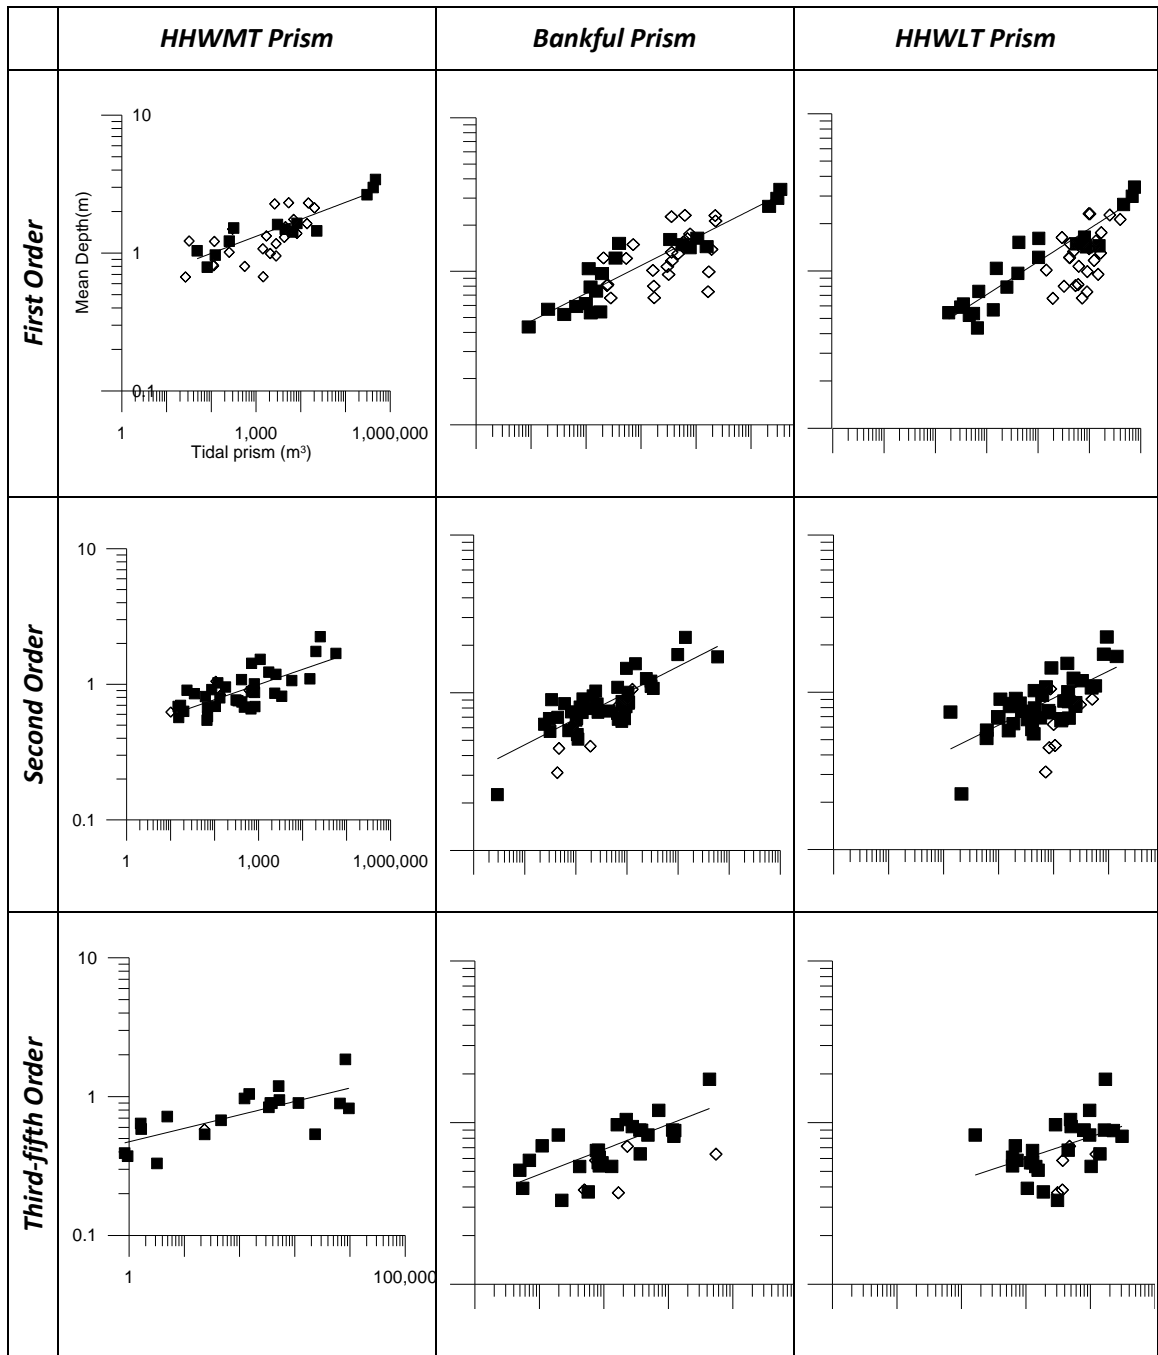 HHWMT Prism
Bankful Prism
HHWLT Prism
First Order
10
1
0.1
Mean Depth(m)
1
1,000
1,000,000
Tidal prism (m³)
Second Order
10
1
0.1
1
1,000
1,000,000
Third-fifth Order
10
1
0.1
1
100,000